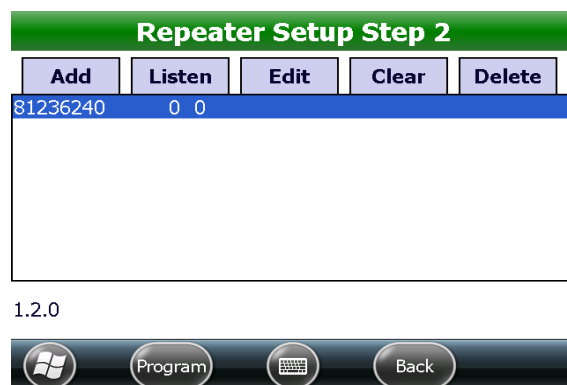 Repeater Setup Step 2
Add Listen Edit Clear Delete
81236240 0 0
1.2.0
Program Back